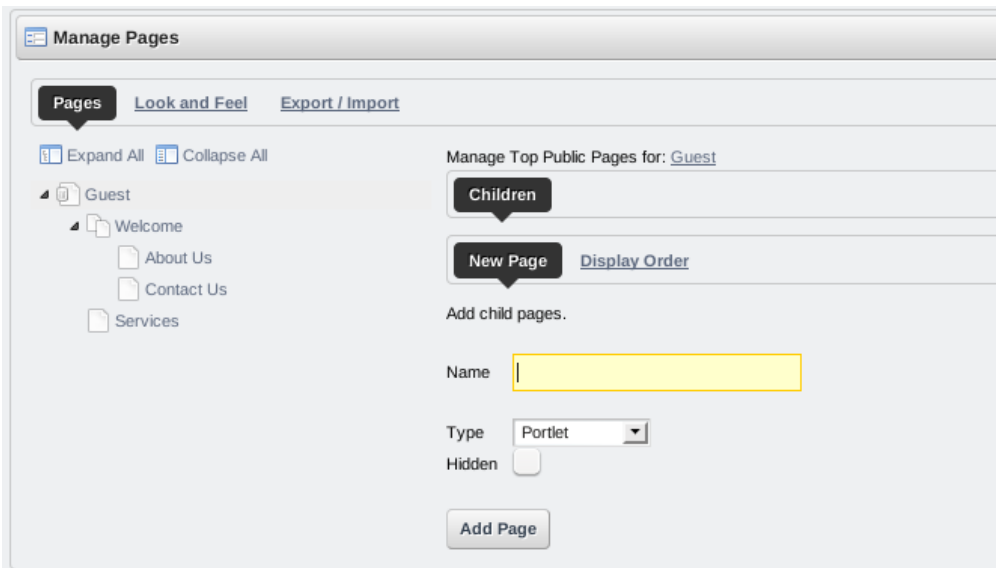 Manage Pages
Pages Look and Feel Export / Import
Expand All Collapse All
Guest
Welcome
About Us
Contact Us
Services
Manage Top Public Pages for: Guest
Children
New Page Display Order
Add child pages.
Name
Type Portlet
Hidden
Add Page